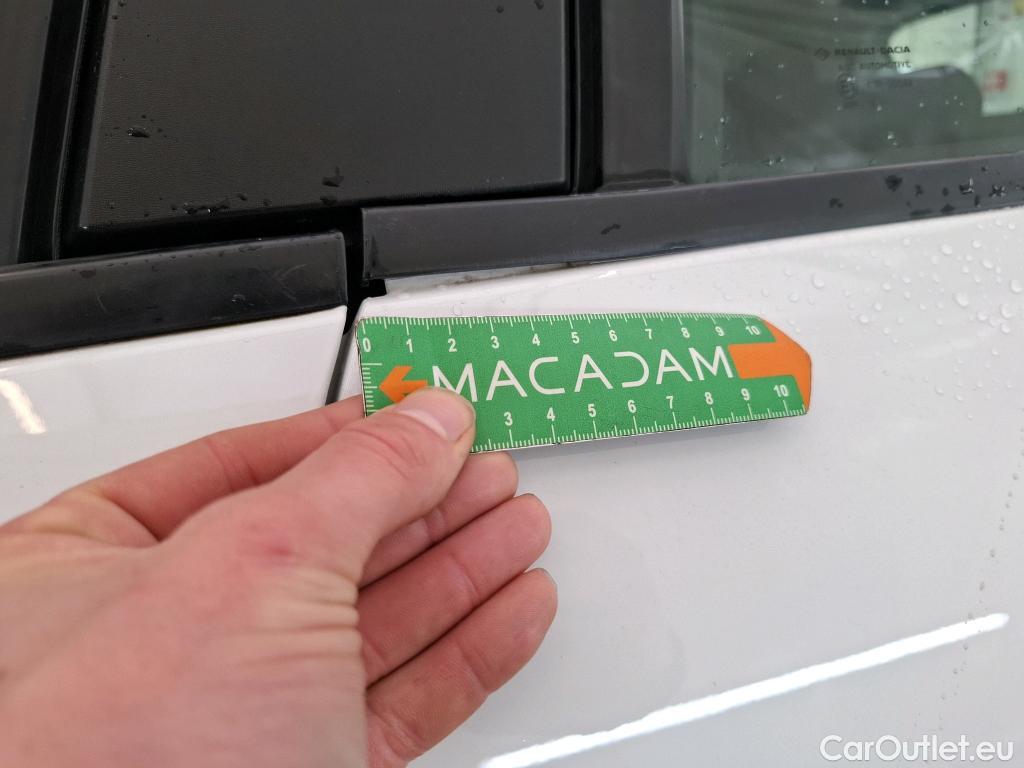 RENAULT-DACIA
AUTOMOTIVE
0 1 2 3 4 5 6 7 8 9 10
MACADAM
3 4 5 6 7 8 9 10
CarOutlet.eu